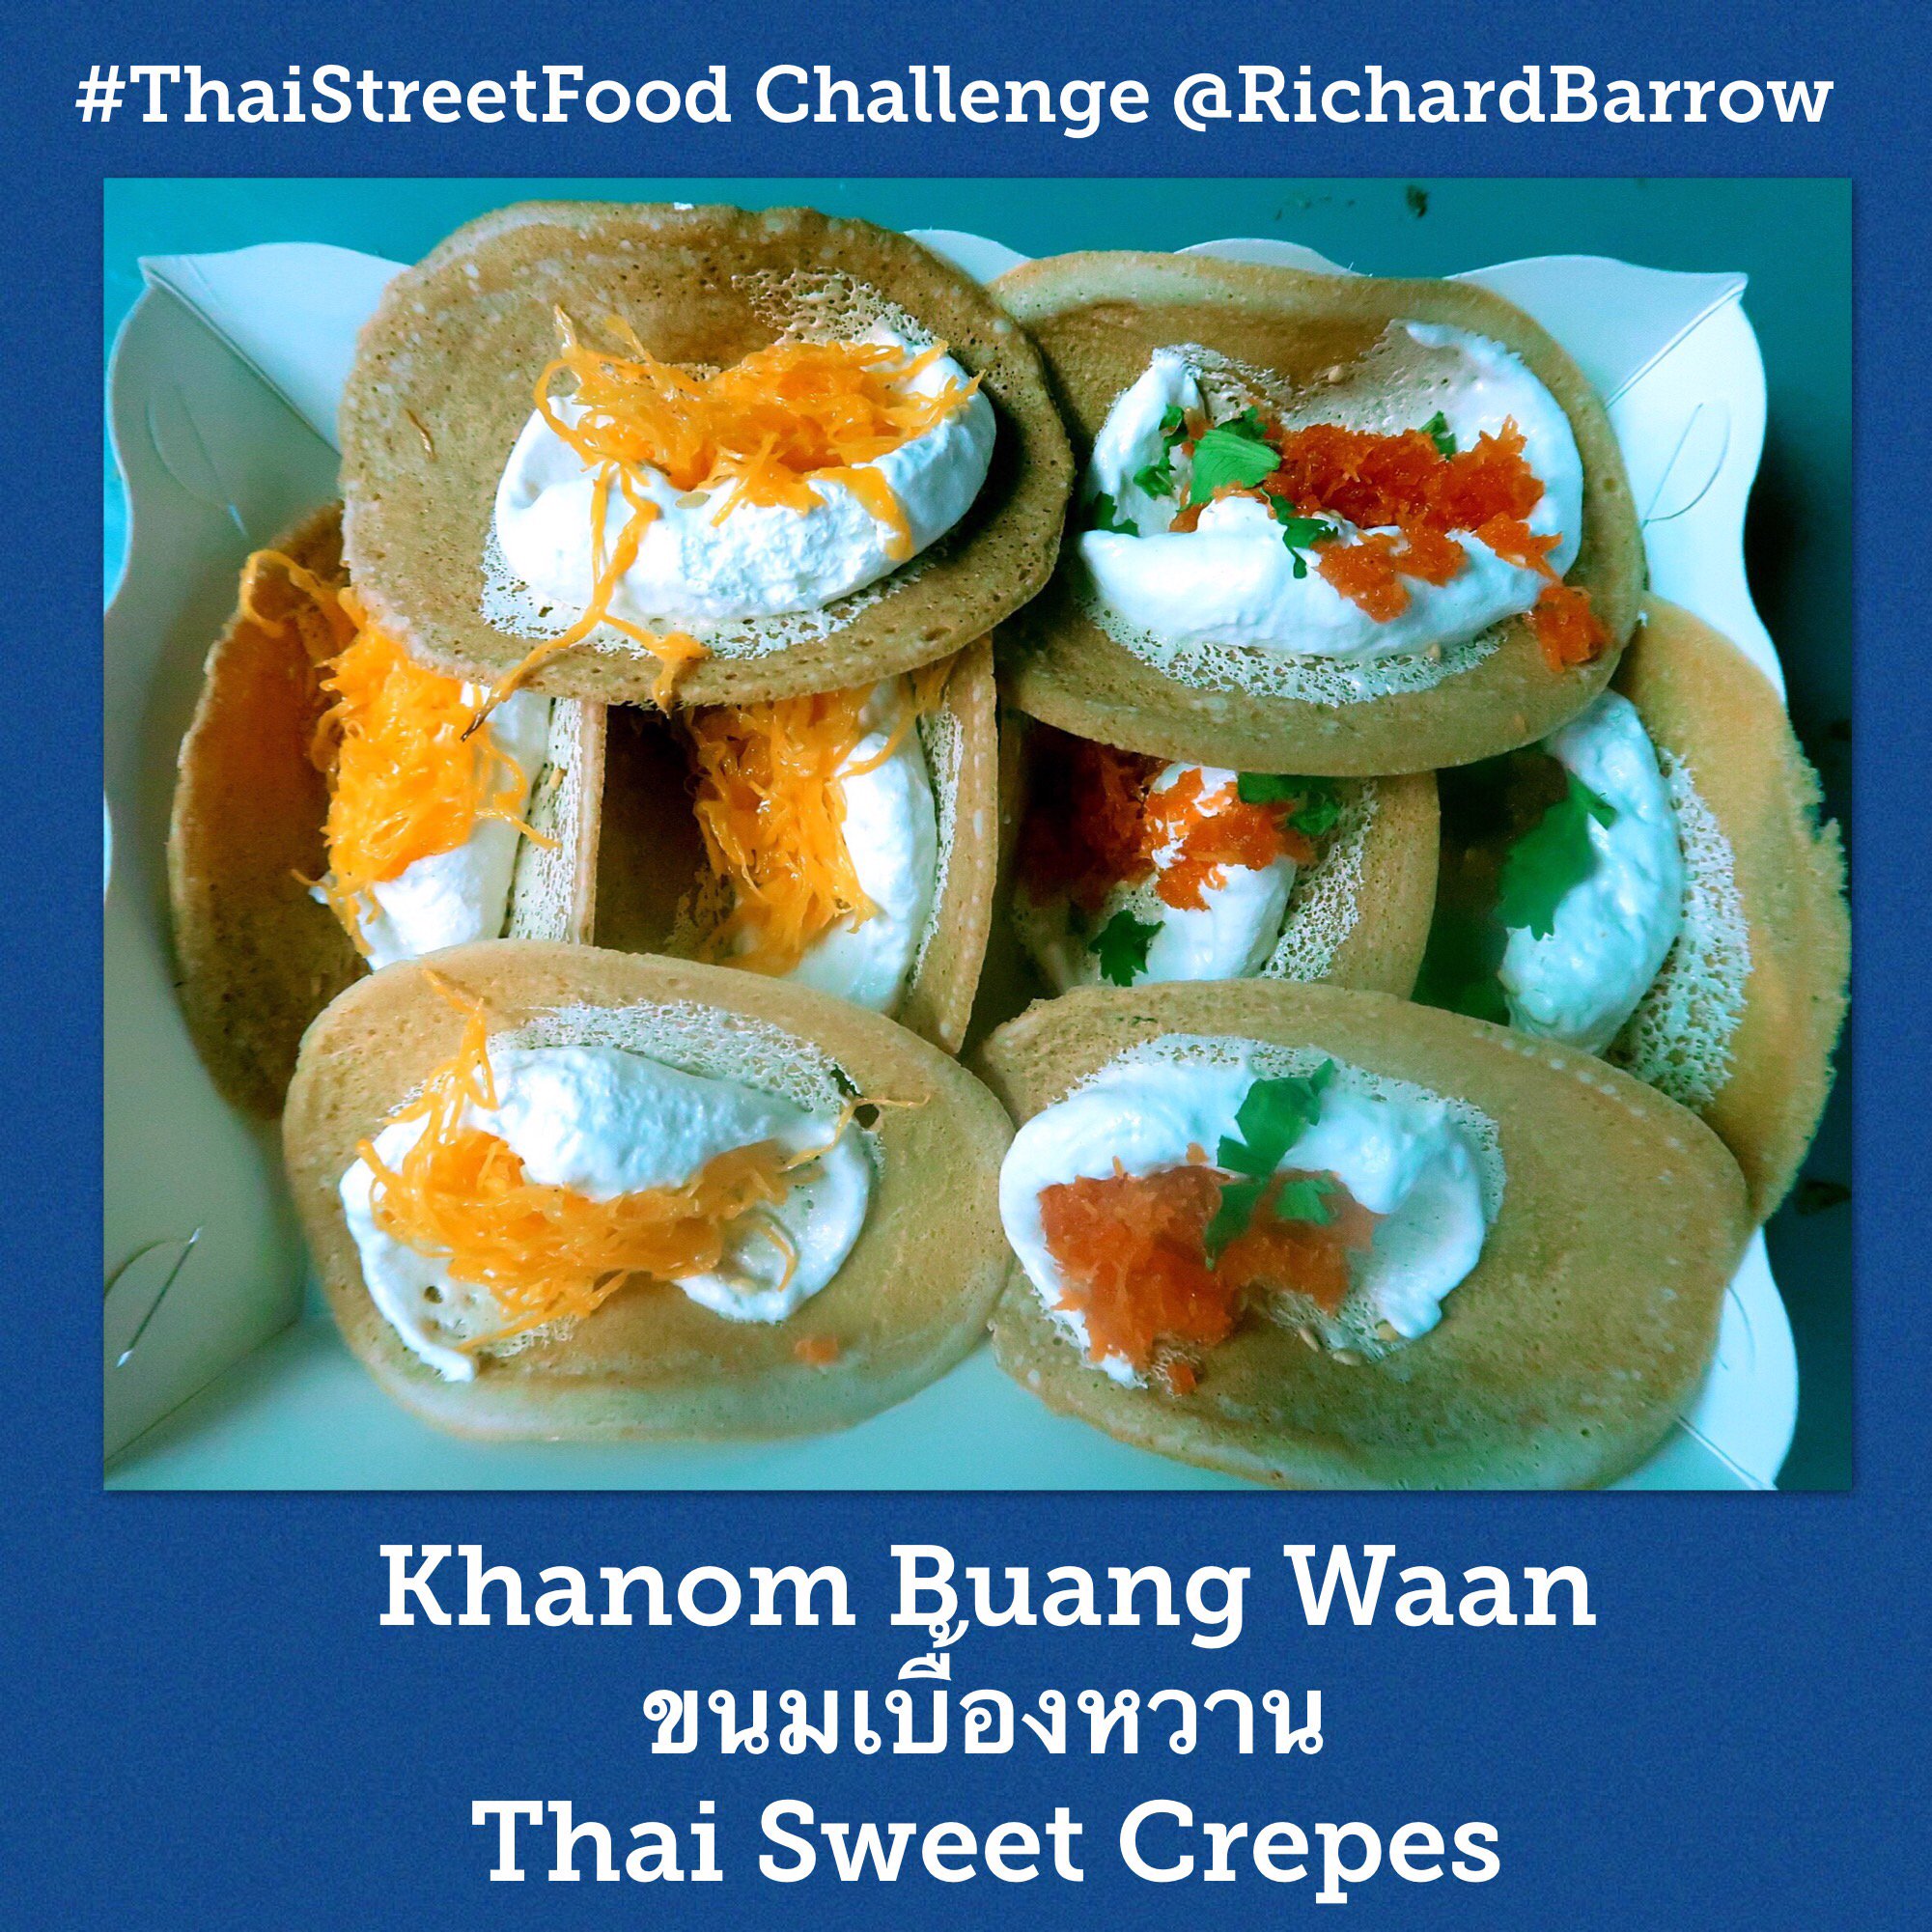 #ThaiStreetFood Challenge @RichardBarrow
Khanom Buang Waan
ขนมเบื้องหวาน
Thai Sweet Crepes